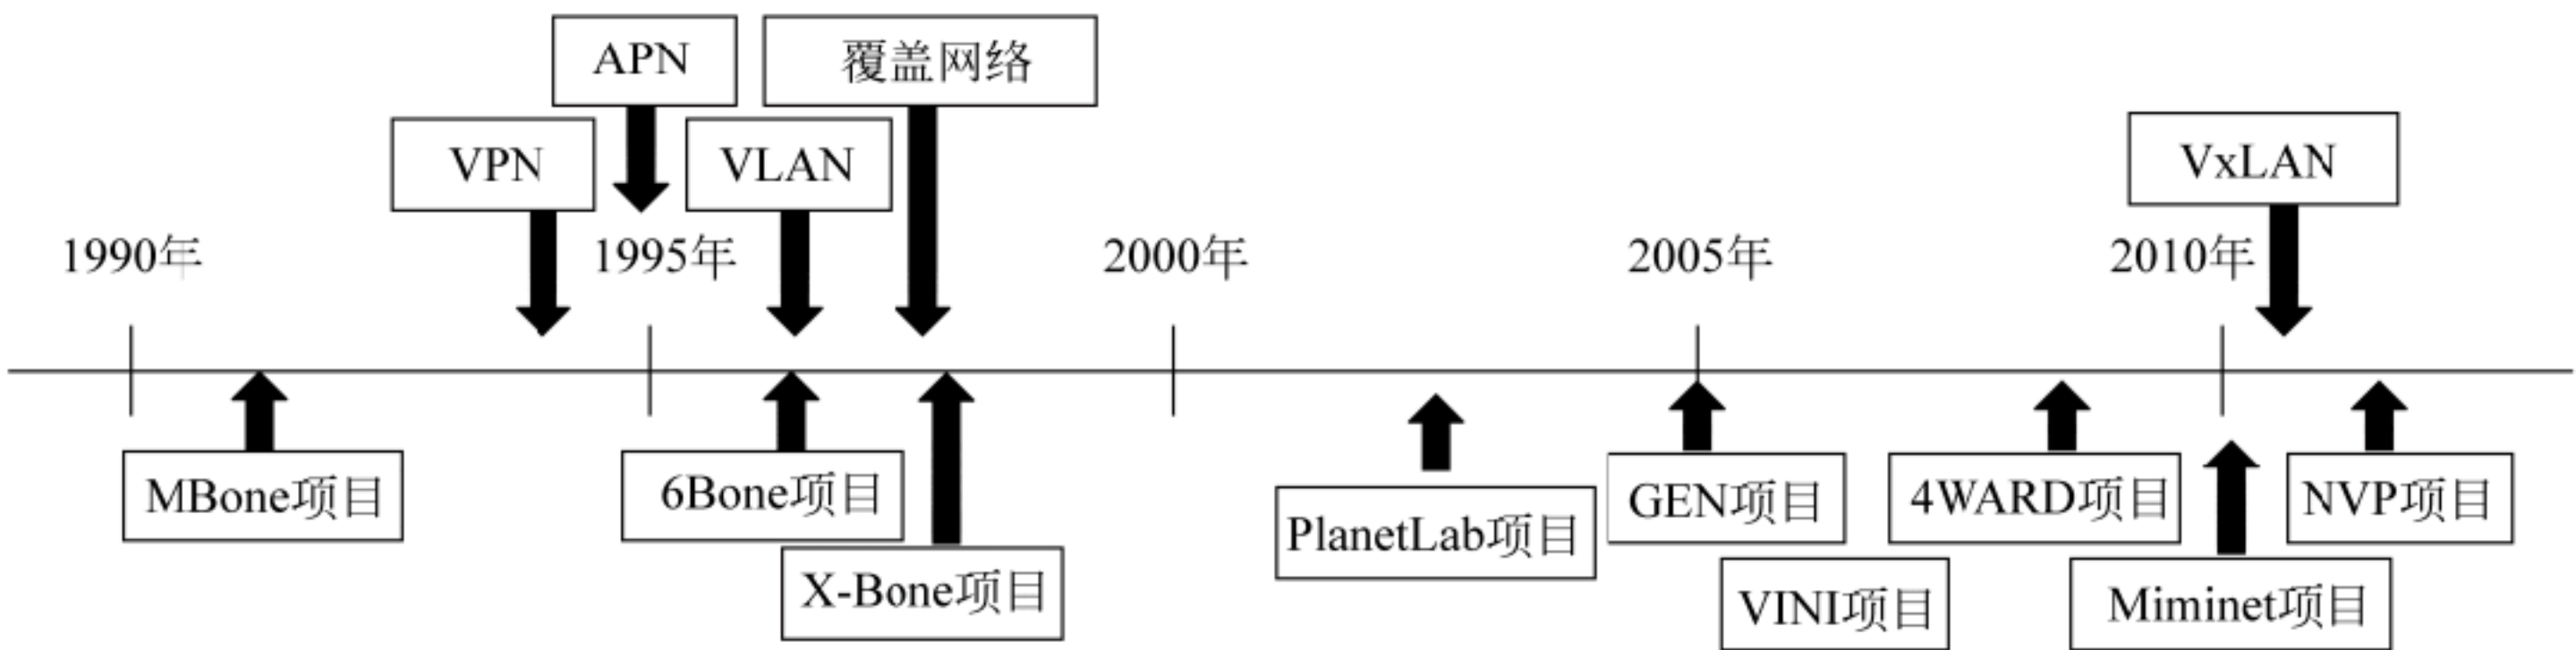 APN
覆盖网络
VPN
VLAN
VxLAN
1990年
1995年
2000年
2005年
2010年
MBone项目
6Bone项目
X-Bone项目
PlanetLab项目
GEN项目
VINI项目
4WARD项目
Miminet项目
NVP项目